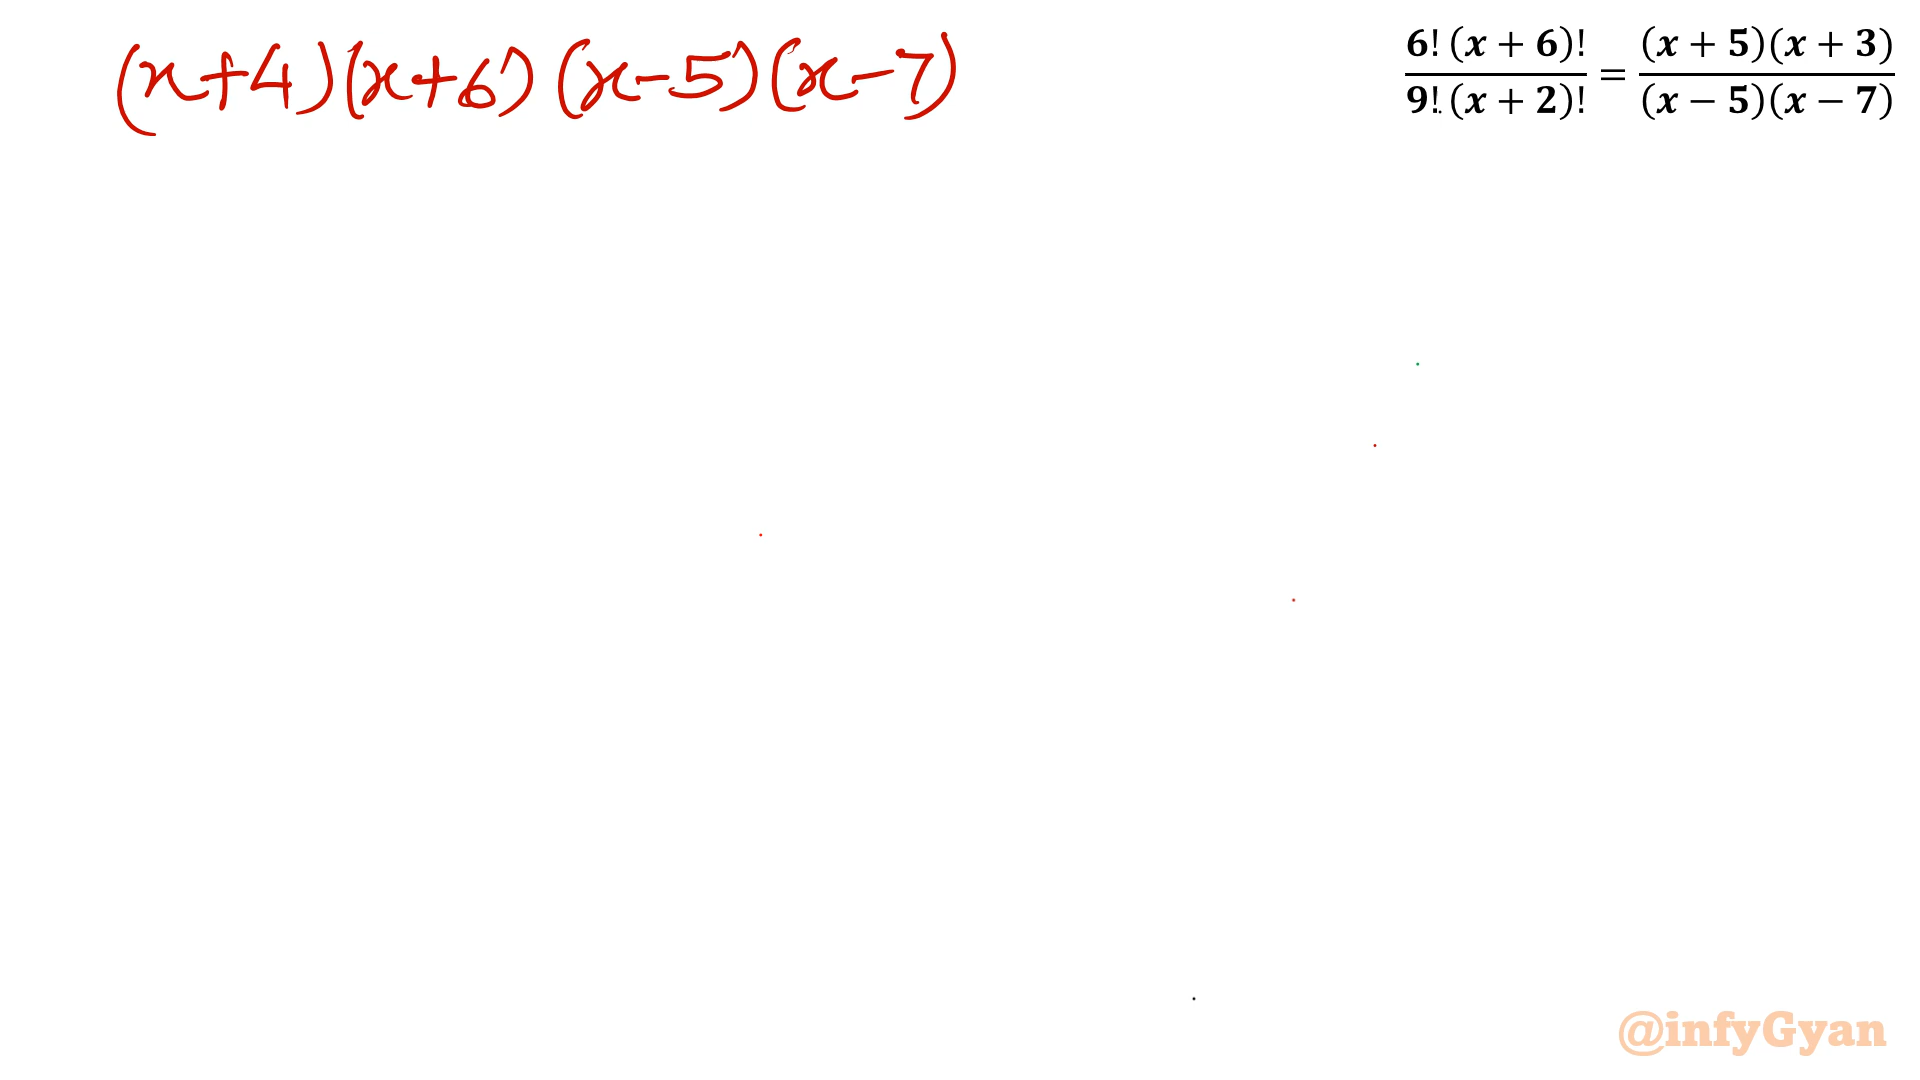 (x+4)(x+6)(x-5)(x-7)
6! (x + 6)! / 9! (x + 2)! = (x + 5)(x + 3) / (x − 5)(x − 7)
@infyGyan